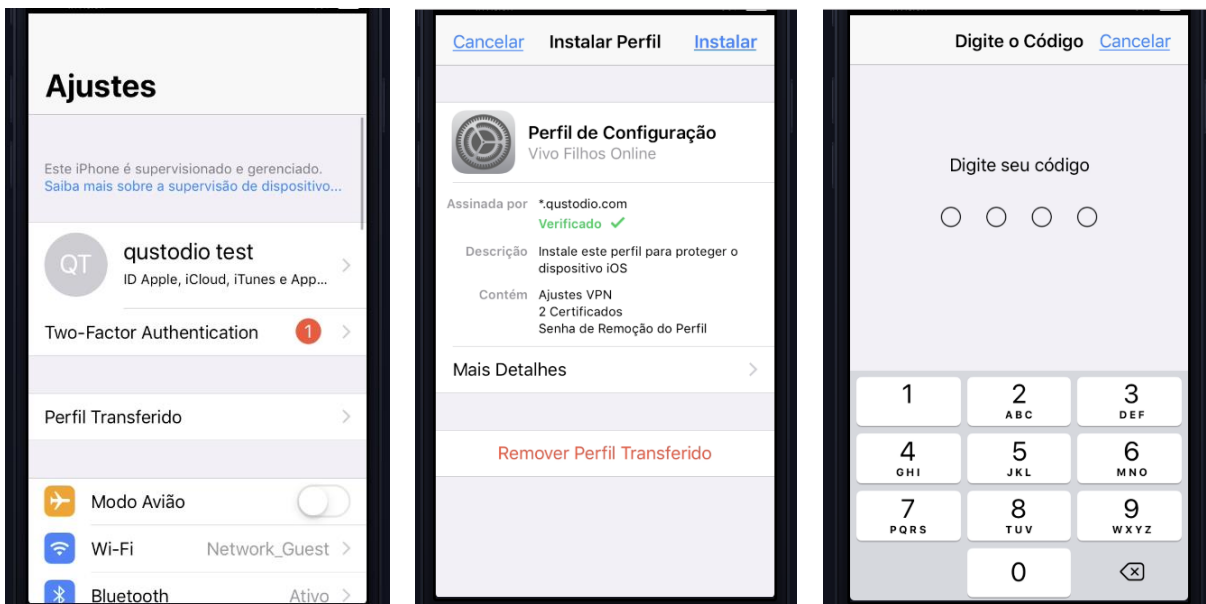 Ajustes
Este iPhone é supervisionado e gerenciado.
Saiba mais sobre a supervisão de dispositivo...
QT
qustodio test
ID Apple, iCloud, iTunes e App...
Two-Factor Authentication 1
Perfil Transferido
Modo Avião
Wi-Fi Network_Guest
Bluetooth Ativo
Cancelar Instalar Perfil Instalar
Perfil de Configuração
Vivo Filhos Online
Assinada por *.qustodio.com
Verificado
Descrição Instale este perfil para proteger o
dispositivo iOS
Contém Ajustes VPN
2 Certificados
Senha de Remoção do Perfil
Mais Detalhes
Remover Perfil Transferido
Digite o Código Cancelar
Digite seu código
1 2 3
ABC DEF
4 5 6
GHI JKL MNO
7 8 9
PQRS TUV WXYZ
0